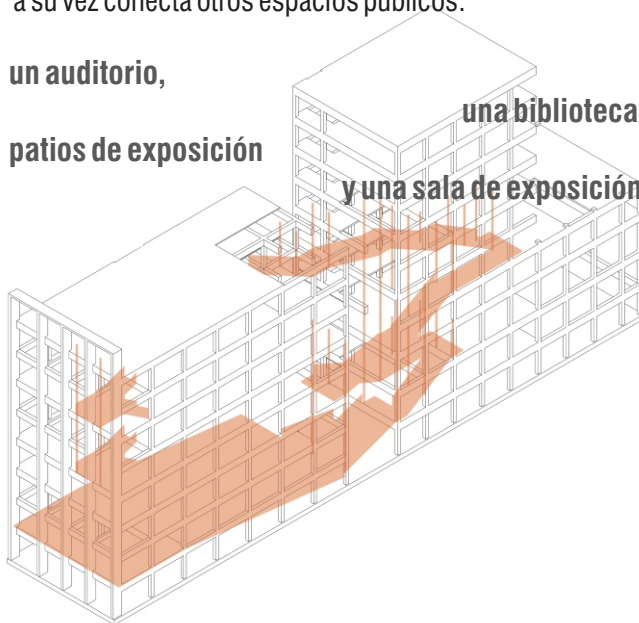 a su vez conecta otros espacios públicos:
un auditorio,
una biblioteca
patios de exposición
y una sala de exposición